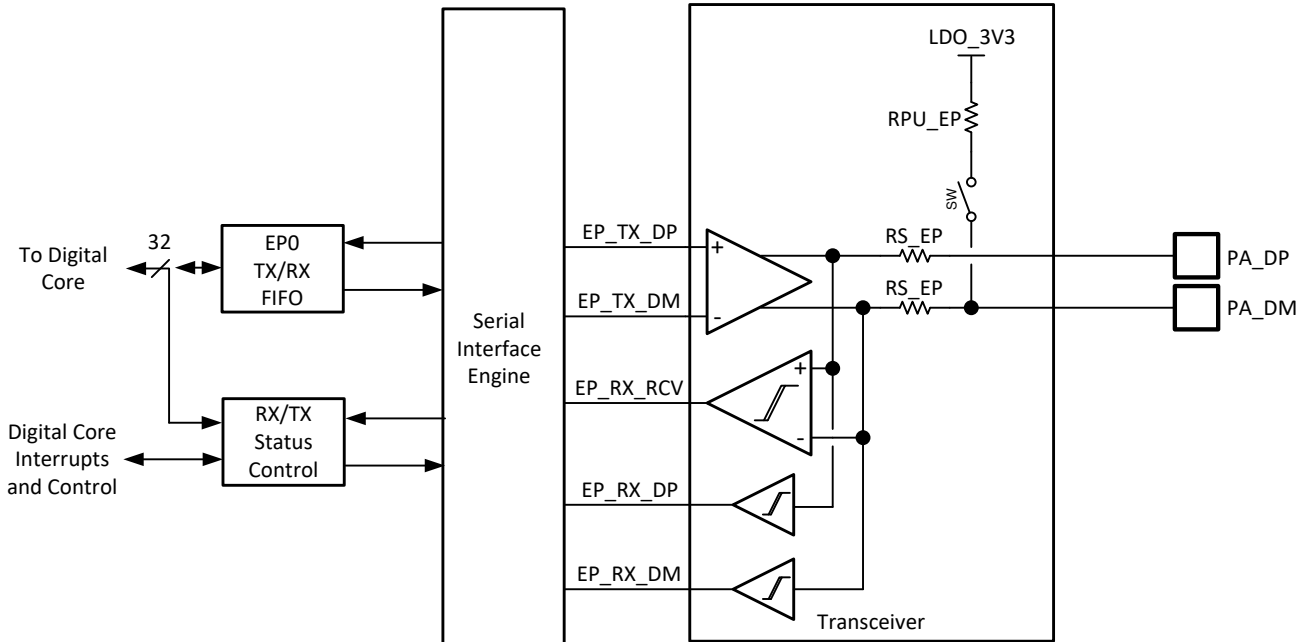 LDO_3V3
RPU_EP
SW
To Digital
Core
32
EP0
TX/RX
FIFO
EP_TX_DP
+
RS_EP
PA_DP
EP_TX_DM
-
RS_EP
PA_DM
Serial
Interface
Engine
EP_RX_RCV
+
-
Digital Core
Interrupts
and Control
RX/TX
Status
Control
EP_RX_DP
EP_RX_DM
Transceiver